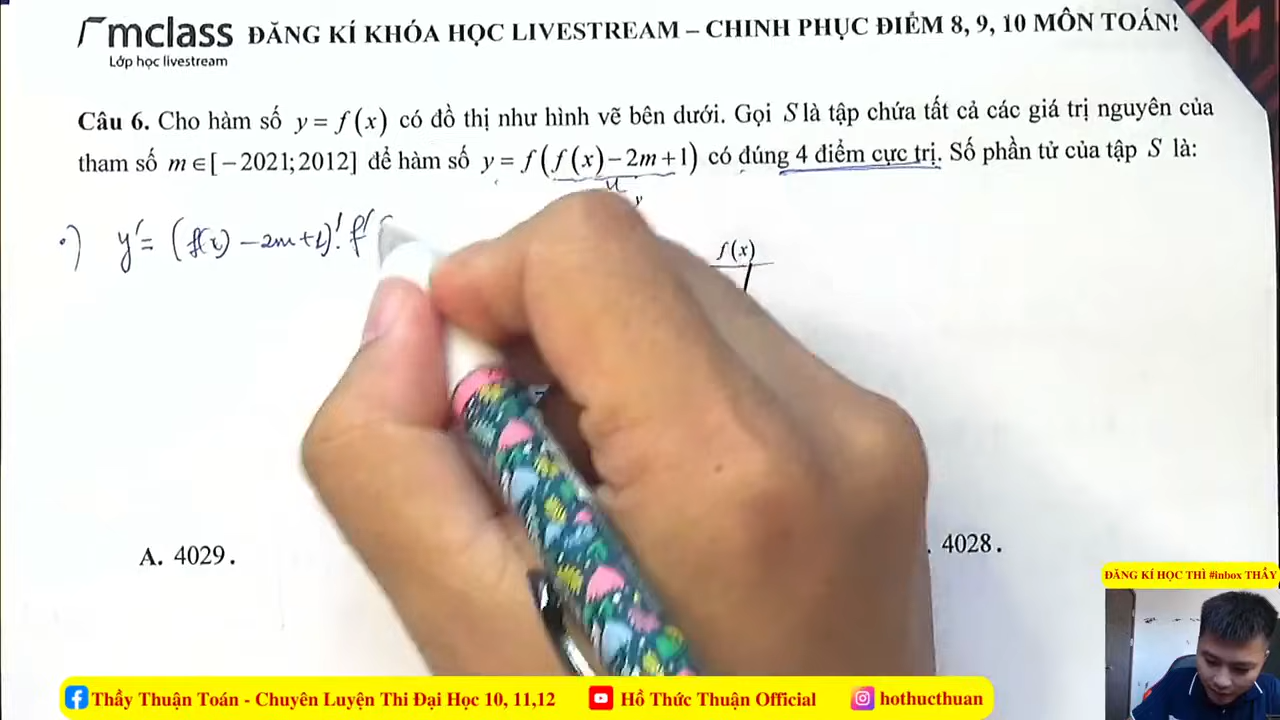 mclass ĐĂNG KÍ KHÓA HỌC LIVESTREAM – CHINH PHỤC ĐIỂM 8, 9, 10 MÔN TOÁN!
Lớp học livestream
Câu 6. Cho hàm số y = f(x) có đồ thị như hình vẽ bên dưới. Gọi S là tập chứa tất cả các giá trị nguyên của
tham số m ∈ [−2021; 2012] để hàm số y = f(f(x)−2m+1) có đúng 4 điểm cực trị. Số phần tử của tập S là:
u
y
•) y' = (f(x) −2m+1)'. f'(
f(x)
A. 4029.
. 4028.
ĐĂNG KÍ HỌC THÌ #inbox THẦY
Thầy Thuận Toán - Chuyên Luyện Thi Đại Học 10, 11,12
Hồ Thức Thuận Official
hothucthuan